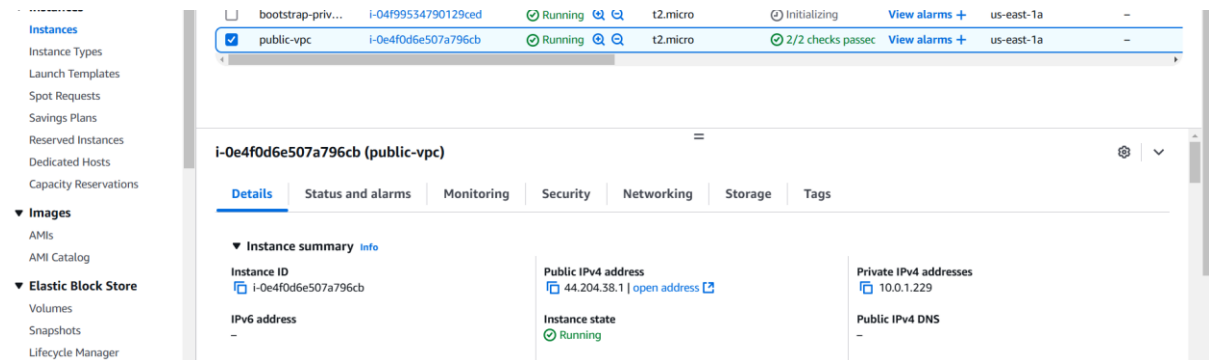 Instances
bootstrap-priv... i-04f99534790129ced Running t2.micro Initializing View alarms + us-east-1a –
public-vpc i-0e4f0d6e507a796cb Running t2.micro 2/2 checks passec View alarms + us-east-1a –
Instances
Instance Types
Launch Templates
Spot Requests
Savings Plans
Reserved Instances
Dedicated Hosts
Capacity Reservations
Images
AMIs
AMI Catalog
Elastic Block Store
Volumes
Snapshots
Lifecycle Manager
i-0e4f0d6e507a796cb (public-vpc)
Details Status and alarms Monitoring Security Networking Storage Tags
Instance summary Info
Instance ID Public IPv4 address Private IPv4 addresses
i-0e4f0d6e507a796cb 44.204.38.1 | open address 10.0.1.229
IPv6 address Instance state Public IPv4 DNS
– Running –